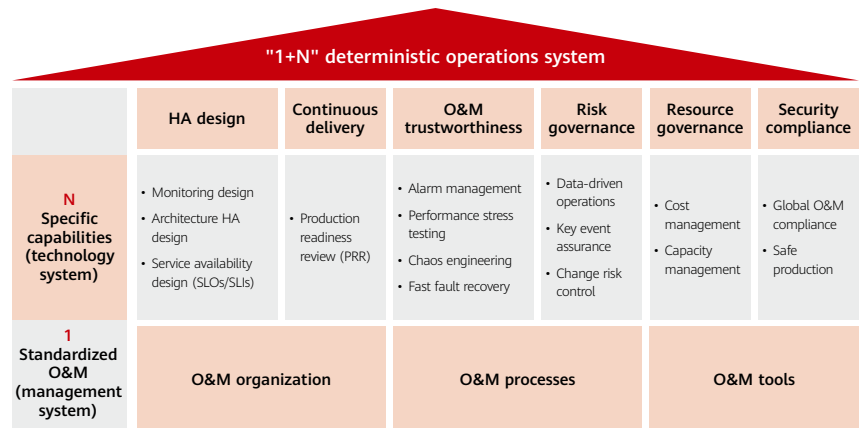 "1+N" deterministic operations system
HA design
Continuous
delivery
O&M
trustworthiness
Risk
governance
Resource
governance
Security
compliance
N
Specific
capabilities
(technology
system)
• Monitoring design
• Architecture HA
design
• Service availability
design (SLOs/SLIs)
• Production
readiness
review (PRR)
• Alarm management
• Performance stress
testing
• Chaos engineering
• Fast fault recovery
• Data-driven
operations
• Key event
assurance
• Change risk
control
• Cost
management
• Capacity
management
• Global O&M
compliance
• Safe
production
1
Standardized
O&M
(management
system)
O&M organization
O&M processes
O&M tools